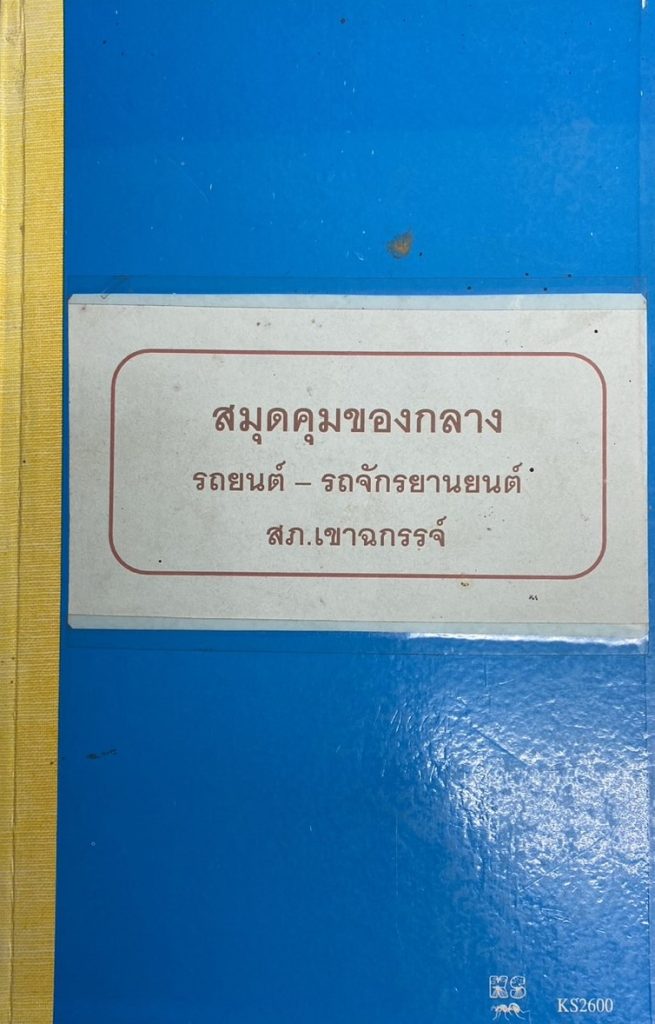 สมุดคุมของกลาง
รถยนต์ – รถจักรยานยนต์
สภ.เขาฉกรรจ์
KS
KS2600